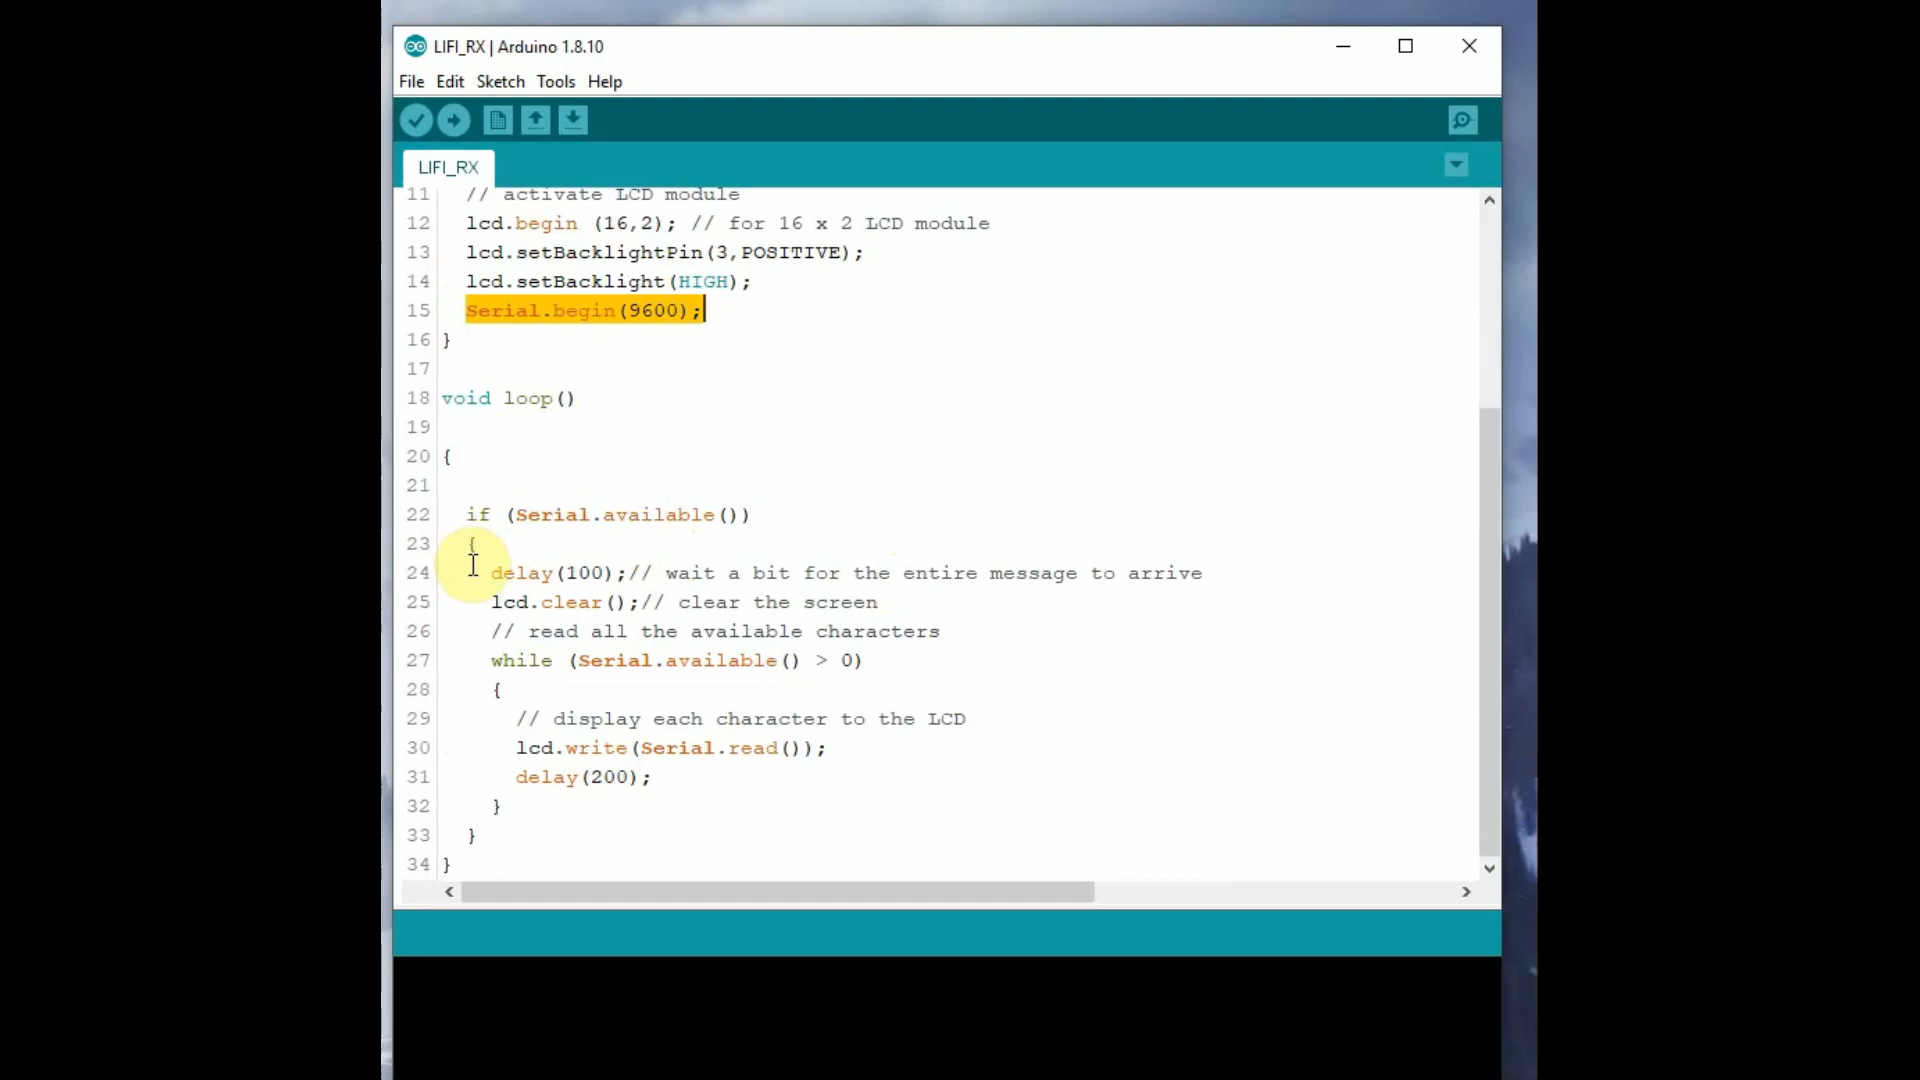 LIFI_RX | Arduino 1.8.10
File Edit Sketch Tools Help
LIFI_RX
11 // activate LCD module
12 lcd.begin (16,2); // for 16 x 2 LCD module
13 lcd.setBacklightPin(3,POSITIVE);
14 lcd.setBacklight(HIGH);
15 Serial.begin(9600);
16 }
17
18 void loop()
19
20 {
21
22 if (Serial.available())
23 {
24 delay(100);// wait a bit for the entire message to arrive
25 lcd.clear();// clear the screen
26 // read all the available characters
27 while (Serial.available() > 0)
28 {
29 // display each character to the LCD
30 lcd.write(Serial.read());
31 delay(200);
32 }
33 }
34 }